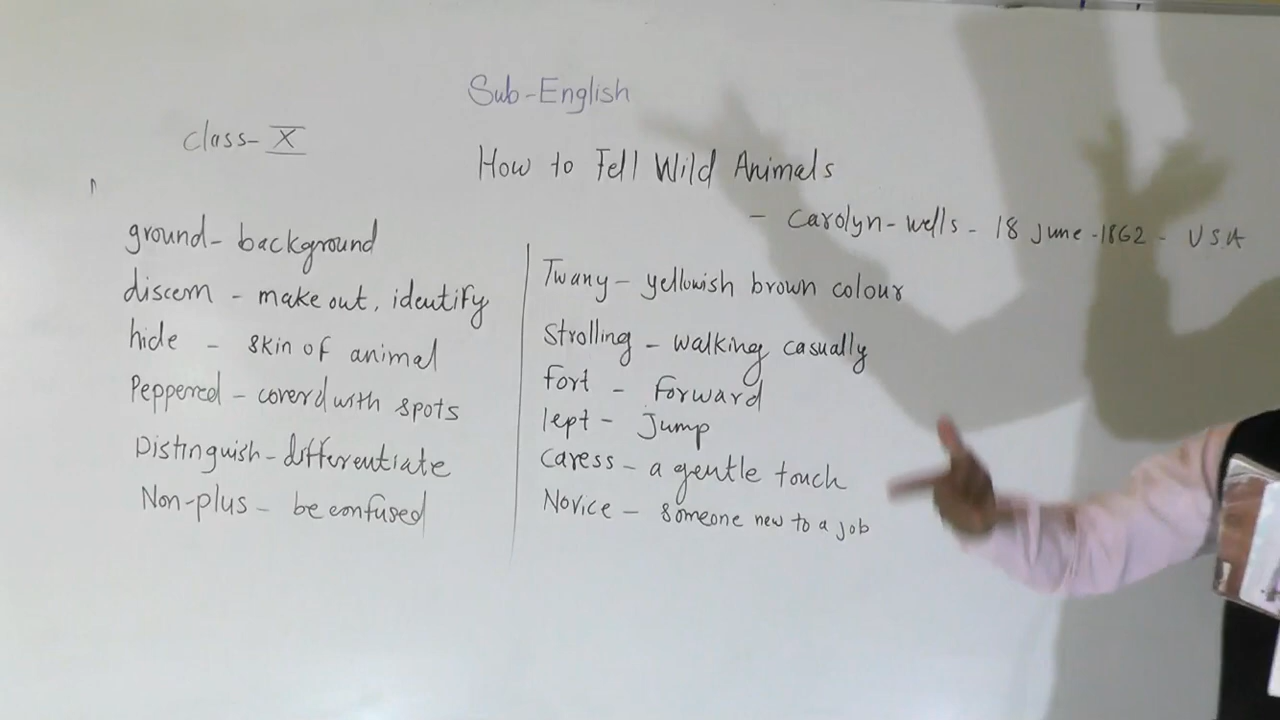 Sub-English
Class-X
How to Tell Wild Animals
- Carolyn-wells - 18 June -1862 - USA
ground- background
discern - make out, identify
hide - skin of animal
Peppered - coverd with spots
Distinguish - differentiate
Non-plus - be confused
Twany - yellowish brown colour
Strolling - walking casually
fort - Forward
lept - Jump
Caress - a gentle touch
Novice - Someone new to a job